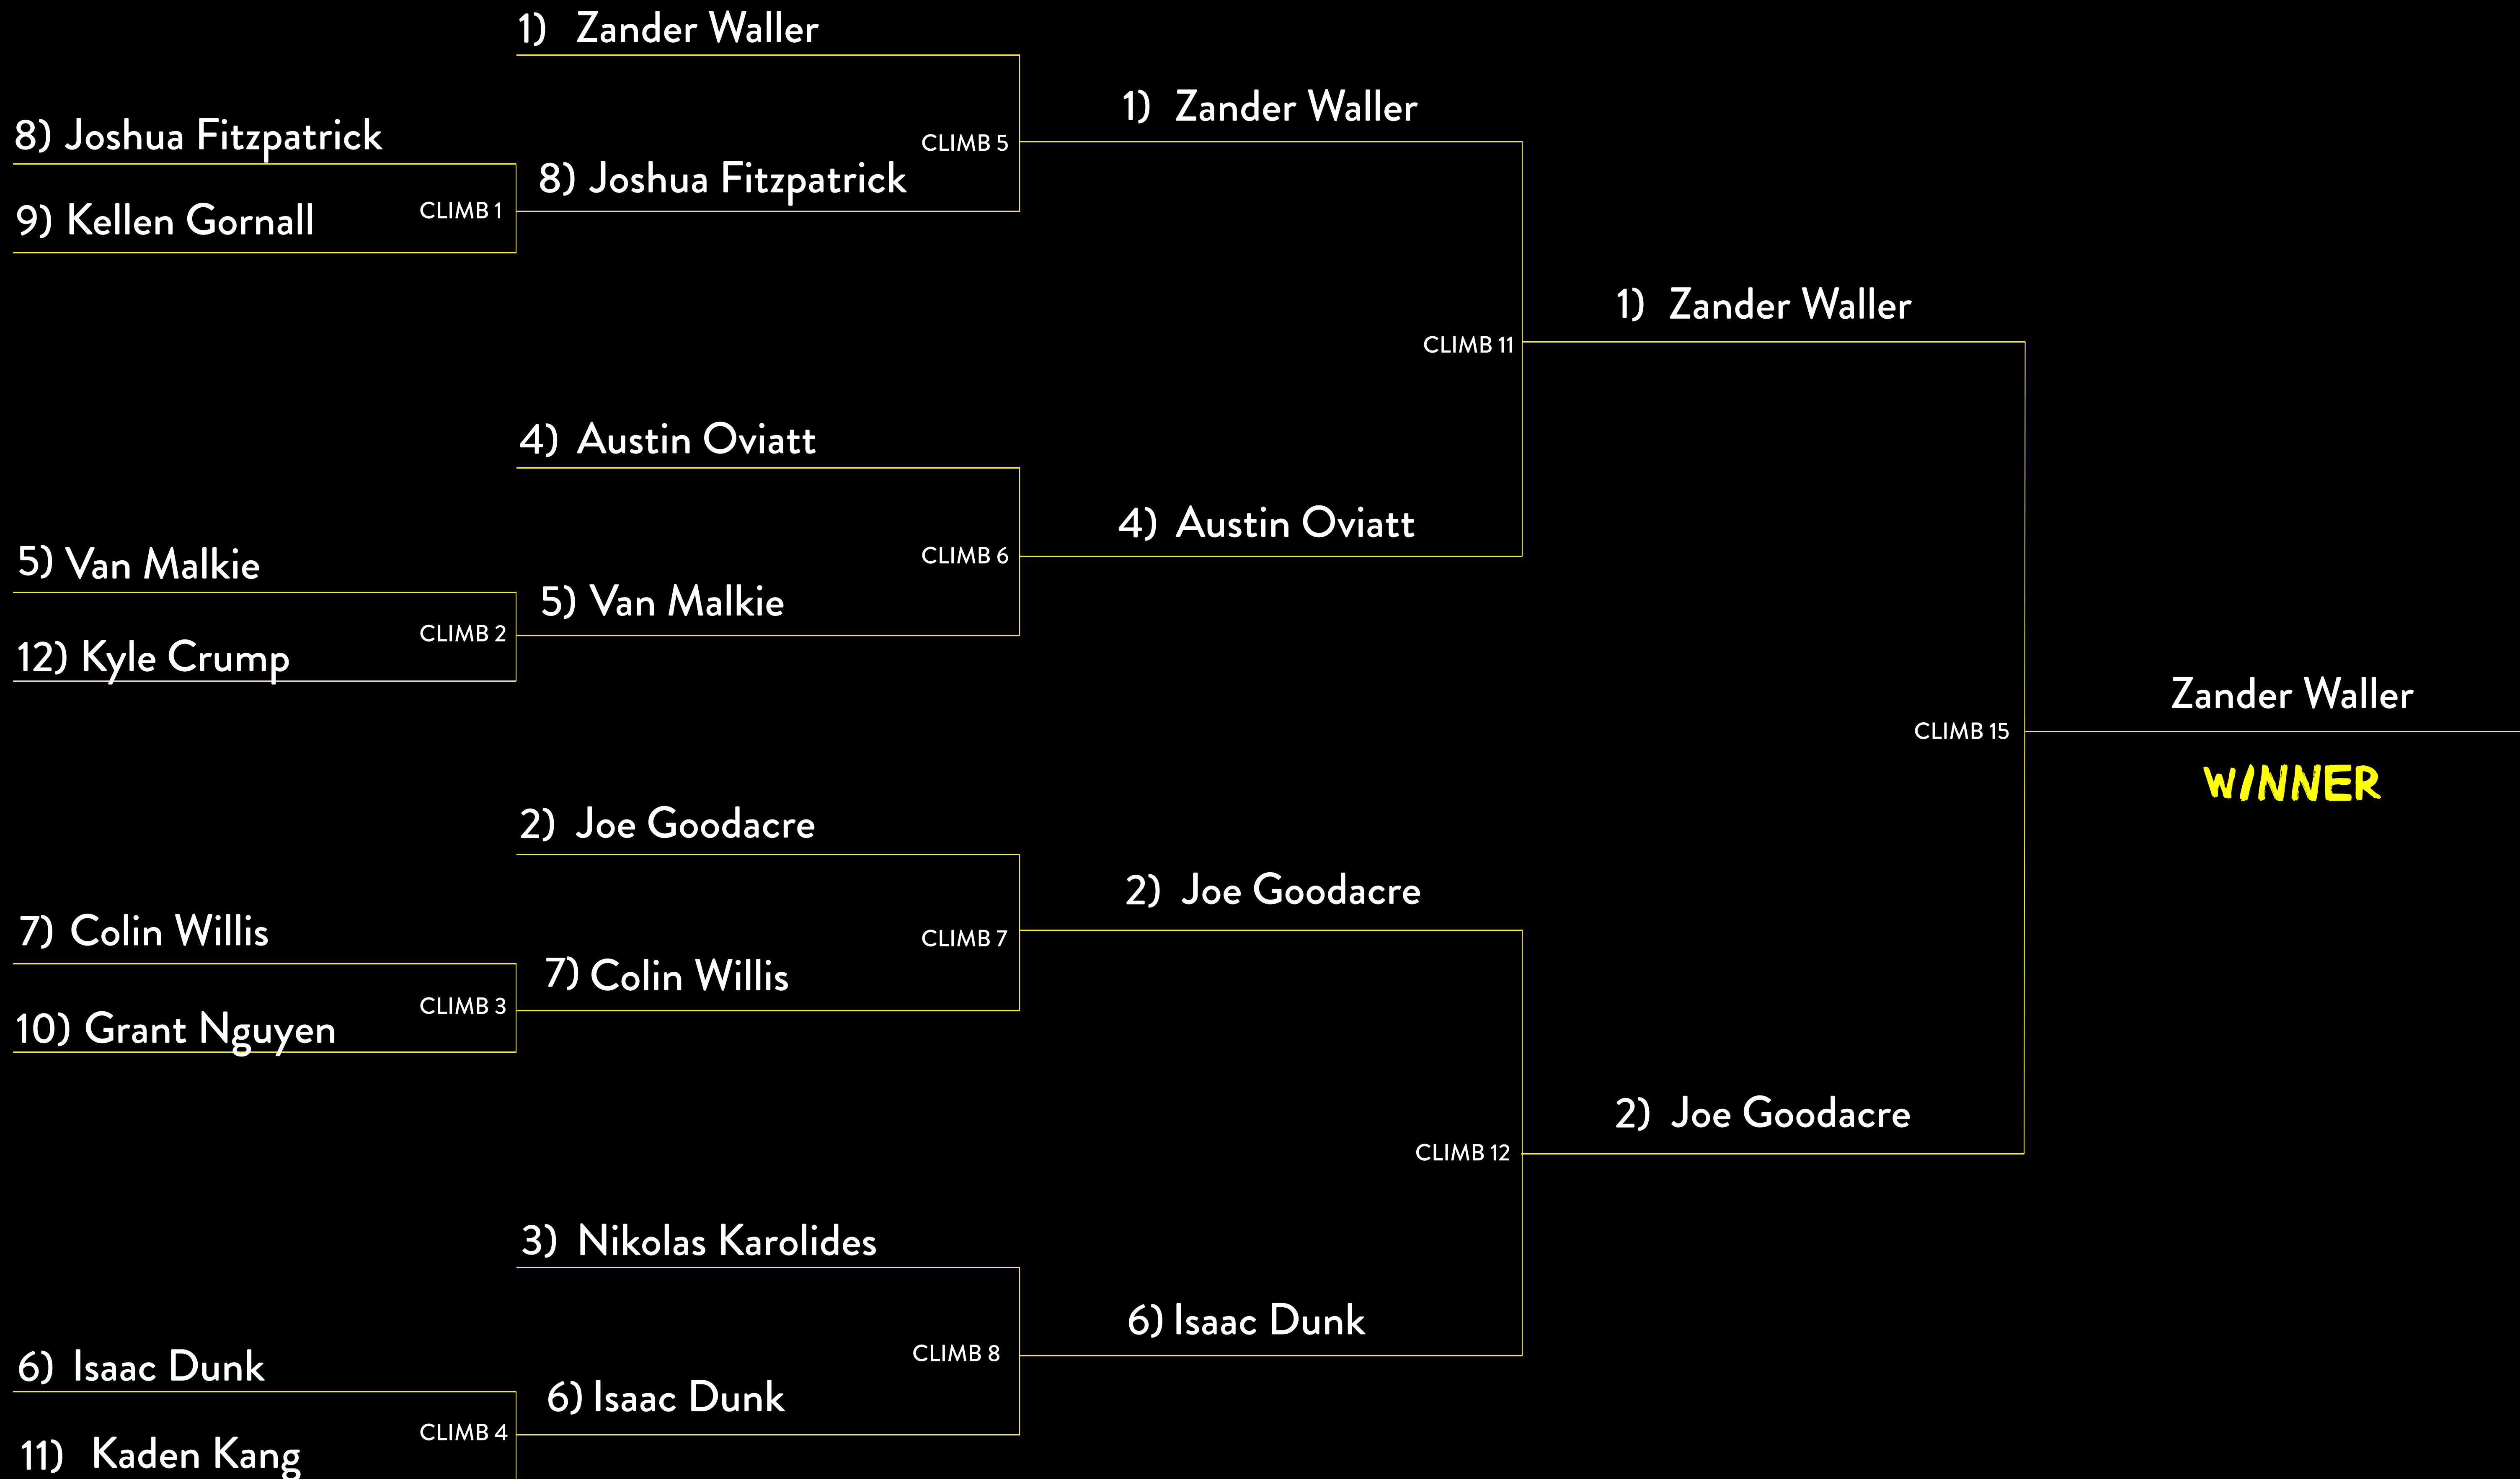 1) Zander Waller
8) Joshua Fitzpatrick
9) Kellen Gornall
CLIMB 1
8) Joshua Fitzpatrick
CLIMB 5
1) Zander Waller
4) Austin Oviatt
5) Van Malkie
12) Kyle Crump
CLIMB 2
5) Van Malkie
CLIMB 6
4) Austin Oviatt
CLIMB 11
1) Zander Waller
2) Joe Goodacre
7) Colin Willis
10) Grant Nguyen
CLIMB 3
7) Colin Willis
CLIMB 7
2) Joe Goodacre
3) Nikolas Karolides
6) Isaac Dunk
11) Kaden Kang
CLIMB 4
6) Isaac Dunk
CLIMB 8
6) Isaac Dunk
CLIMB 12
2) Joe Goodacre
CLIMB 15
Zander Waller
WINNER